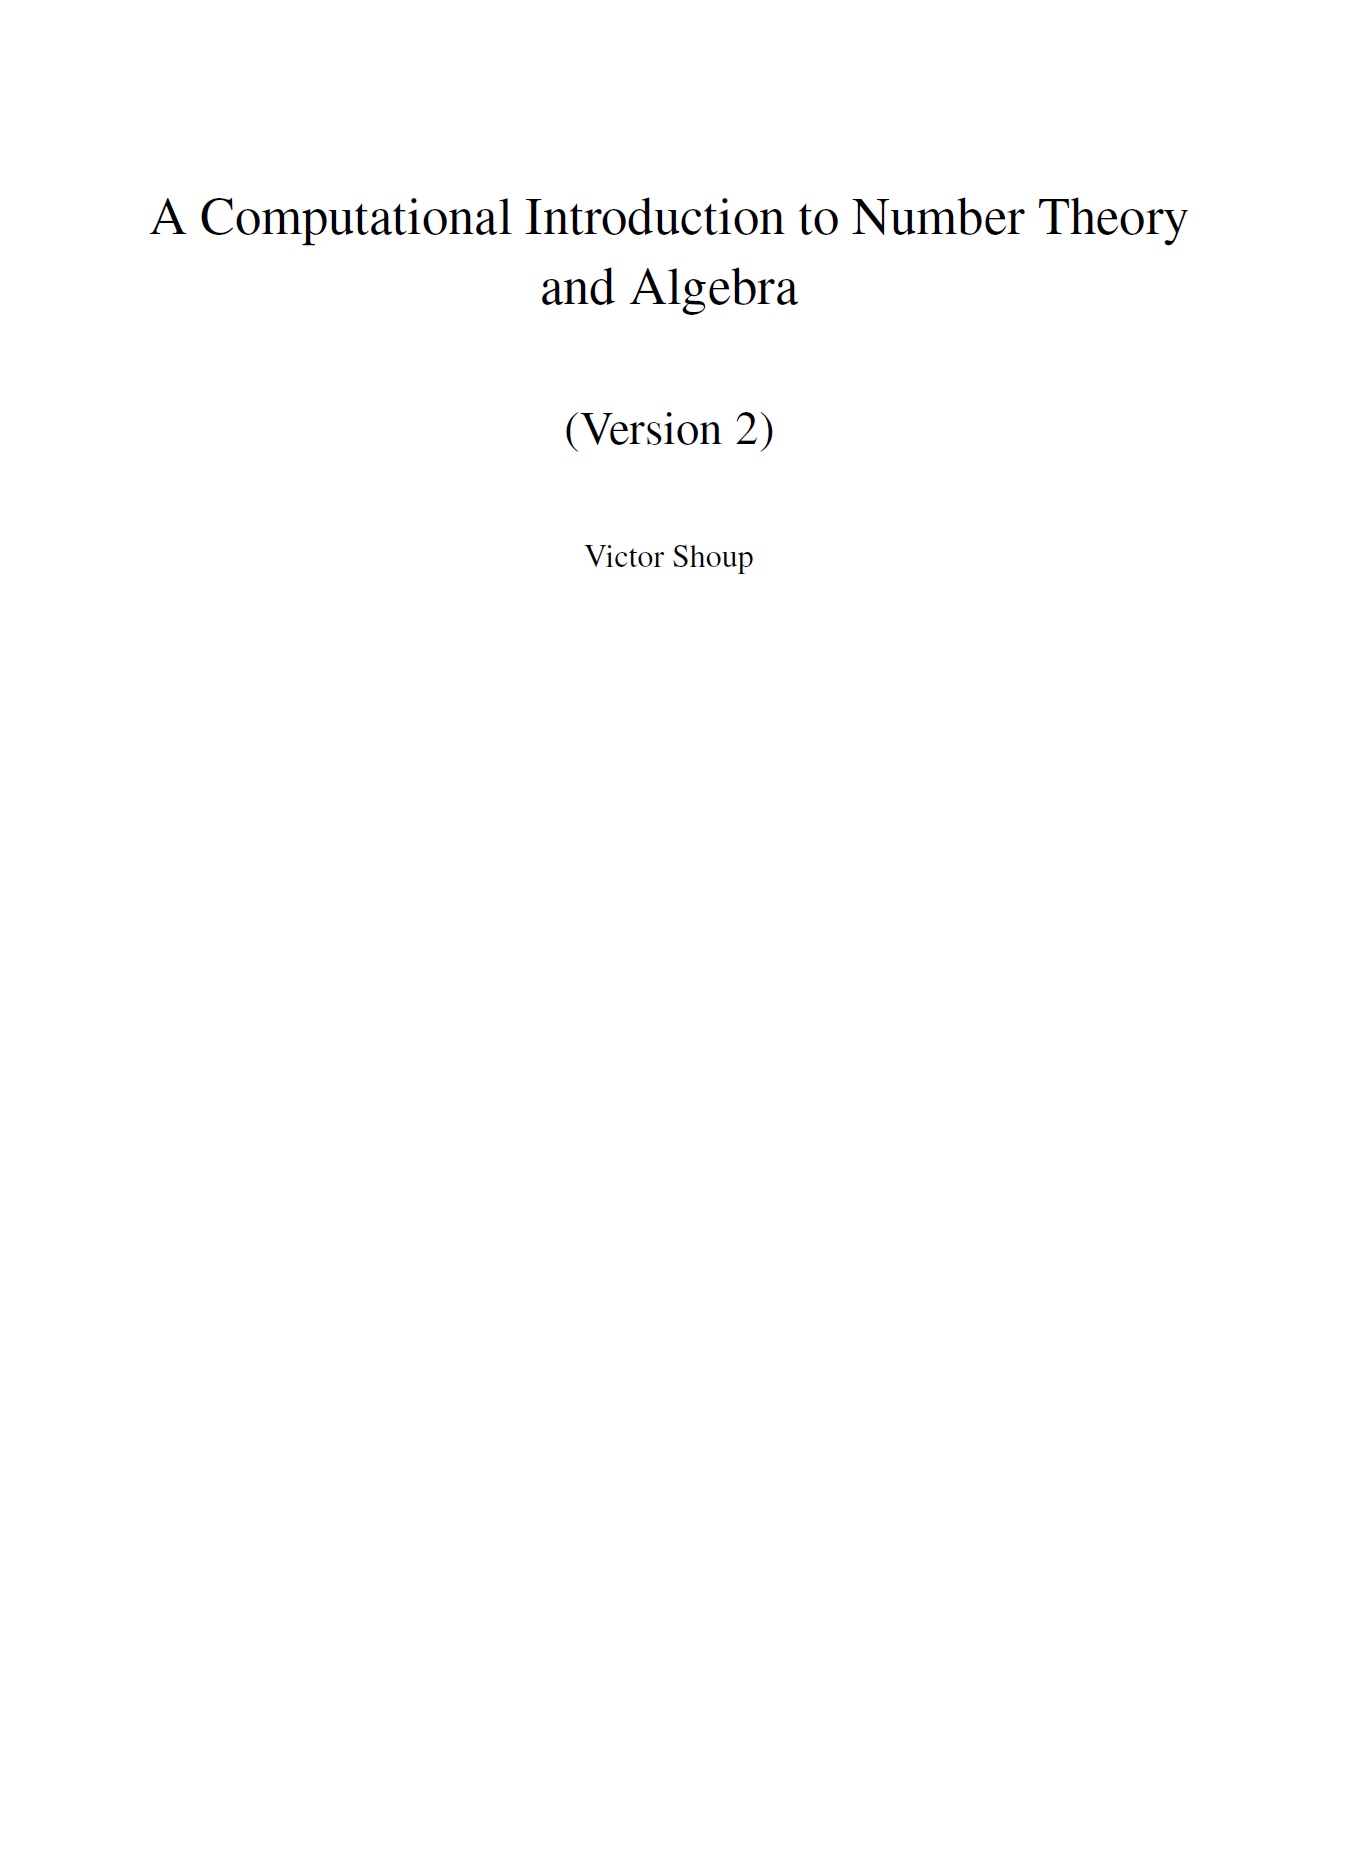 A Computational Introduction to Number Theory
and Algebra
(Version 2)
Victor Shoup